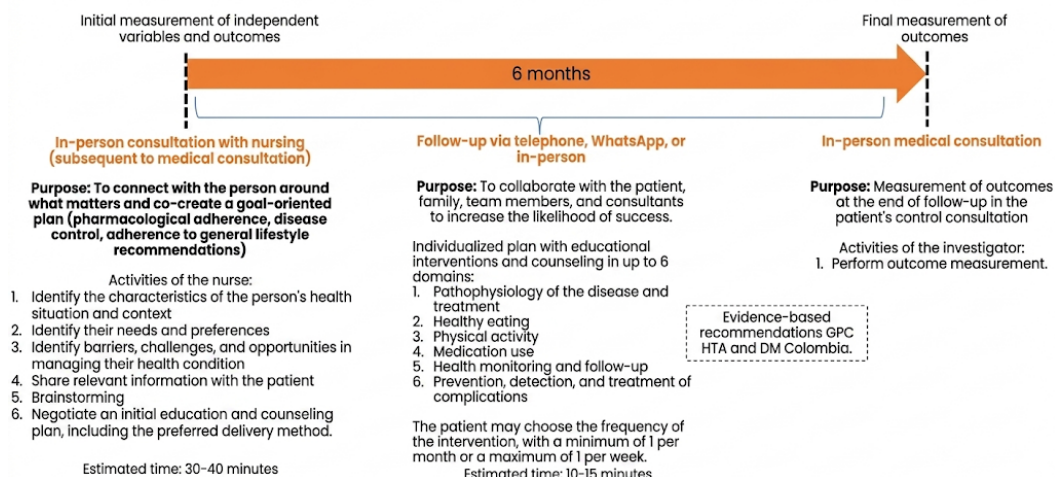 Initial measurement of independent
variables and outcomes
Final measurement of
outcomes
6 months
In-person consultation with nursing
(subsequent to medical consultation)
Purpose: To connect with the person around
what matters and co-create a goal-oriented
plan (pharmacological adherence, disease
control, adherence to general lifestyle
recommendations)
Activities of the nurse:
1. Identify the characteristics of the person's health
situation and context
2. Identify their needs and preferences
3. Identify barriers, challenges, and opportunities in
managing their health condition
4. Share relevant information with the patient
5. Brainstorming
6. Negotiate an initial education and counseling
plan, including the preferred delivery method.
Estimated time: 30-40 minutes
Follow-up via telephone, WhatsApp, or
in-person
Purpose: To collaborate with the patient,
family, team members, and consultants
to increase the likelihood of success.
Individualized plan with educational
interventions and counseling in up to 6
domains:
1. Pathophysiology of the disease and
treatment
2. Healthy eating
3. Physical activity
4. Medication use
5. Health monitoring and follow-up
6. Prevention, detection, and treatment of
complications
The patient may choose the frequency of
the intervention, with a minimum of 1 per
month or a maximum of 1 per week.
Estimated time: 10-15 minutes
In-person medical consultation
Purpose: Measurement of outcomes
at the end of follow-up in the
patient's control consultation
Activities of the investigator:
1. Perform outcome measurement.
Evidence-based
recommendations GPC
HTA and DM Colombia.